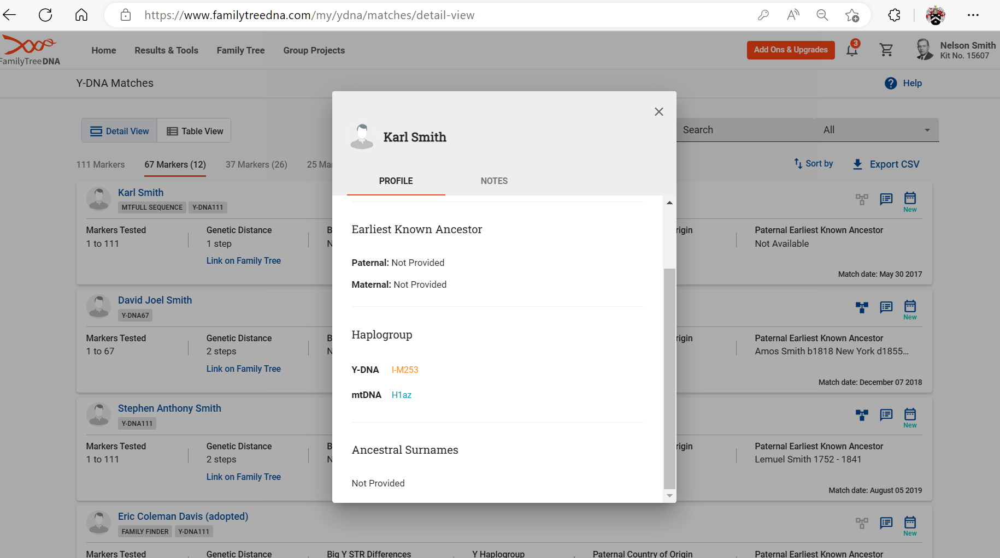 https://www.familytreedna.com/my/ydna/matches/detail-view
FamilyTreeDNA
Home
Results & Tools
Family Tree
Group Projects
Add Ons & Upgrades
3
Nelson Smith
Kit No. 15607
Y-DNA Matches
? Help
Detail View
Table View
Search
All
111 Markers
67 Markers (12)
37 Markers (26)
25 Ma
Sort by
Export CSV
Karl Smith
MTFULL SEQUENCE
Y-DNA111
New
Markers Tested
1 to 111
Genetic Distance
1 step
Link on Family Tree
B
N
rigin
Paternal Earliest Known Ancestor
Not Available
Match date: May 30 2017
David Joel Smith
Y-DNA67
New
Markers Tested
1 to 67
Genetic Distance
2 steps
Link on Family Tree
B
N
rigin
Paternal Earliest Known Ancestor
Amos Smith b1818 New York d1855...
Match date: December 07 2018
Stephen Anthony Smith
Y-DNA111
New
Markers Tested
1 to 111
Genetic Distance
2 steps
Link on Family Tree
B
N
rigin
Paternal Earliest Known Ancestor
Lemuel Smith 1752 - 1841
Match date: August 05 2019
Eric Coleman Davis (adopted)
FAMILY FINDER
Y-DNA111
New
Markers Tested
Genetic Distance
Big Y STR Differences
Y Haplogroup
Paternal Country of Origin
Paternal Earliest Known Ancestor
Karl Smith
PROFILE
NOTES
Earliest Known Ancestor
Paternal: Not Provided
Maternal: Not Provided
Haplogroup
Y-DNA I-M253
mtDNA H1az
Ancestral Surnames
Not Provided